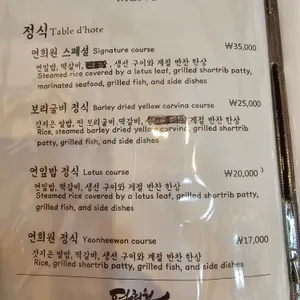 정식 Table d'hote
연희원 스페셜 Signature course ₩35,000
연잎밥, 떡갈비, 생선 구이와 계절 반찬 한상
Steamed rice covered by a lotus leaf, grilled shortrib patty,
marinated seafood, grilled fish, and side dishes
보리굴비 정식 Barley dried yellow corvina course ₩25,000
갓지은 쌀밥, 찐 보리굴비, 떡갈비, 계절 반찬 한상
Rice, steamed barley dried yellow corvina, grilled shortrib
patty, and side dishes
연잎밥 정식 Lotus course ₩20,000
연잎밥, 떡갈비, 생선 구이와 계절 반찬 한상
Steamed rice covered by a lotus leaf, grilled shortrib patty,
grilled fish, and side dishes
연희원 정식 Yeonheewon course ₩17,000
갓지은 쌀밥, 떡갈비, 생선 구이와 계절 반찬 한상
Rice, grilled shortrib patty, grilled fish, and side dishes
연희원